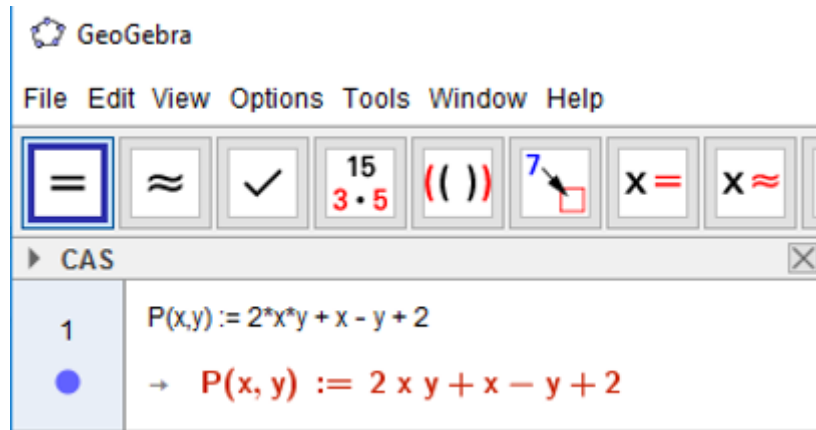 GeoGebra
File Edit View Options Tools Window Help
= ≈ ✓ 15 3 • 5 (( )) 7 x = x ≈
CAS
1 P(x,y) := 2*x*y + x - y + 2
→ P(x, y) := 2 x y + x − y + 2